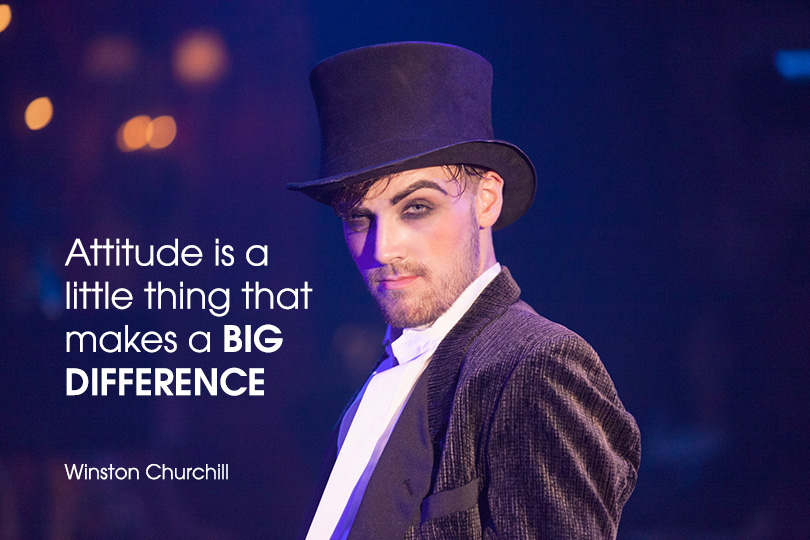 Attitude is a
little thing that
makes a BIG
DIFFERENCE
Winston Churchill